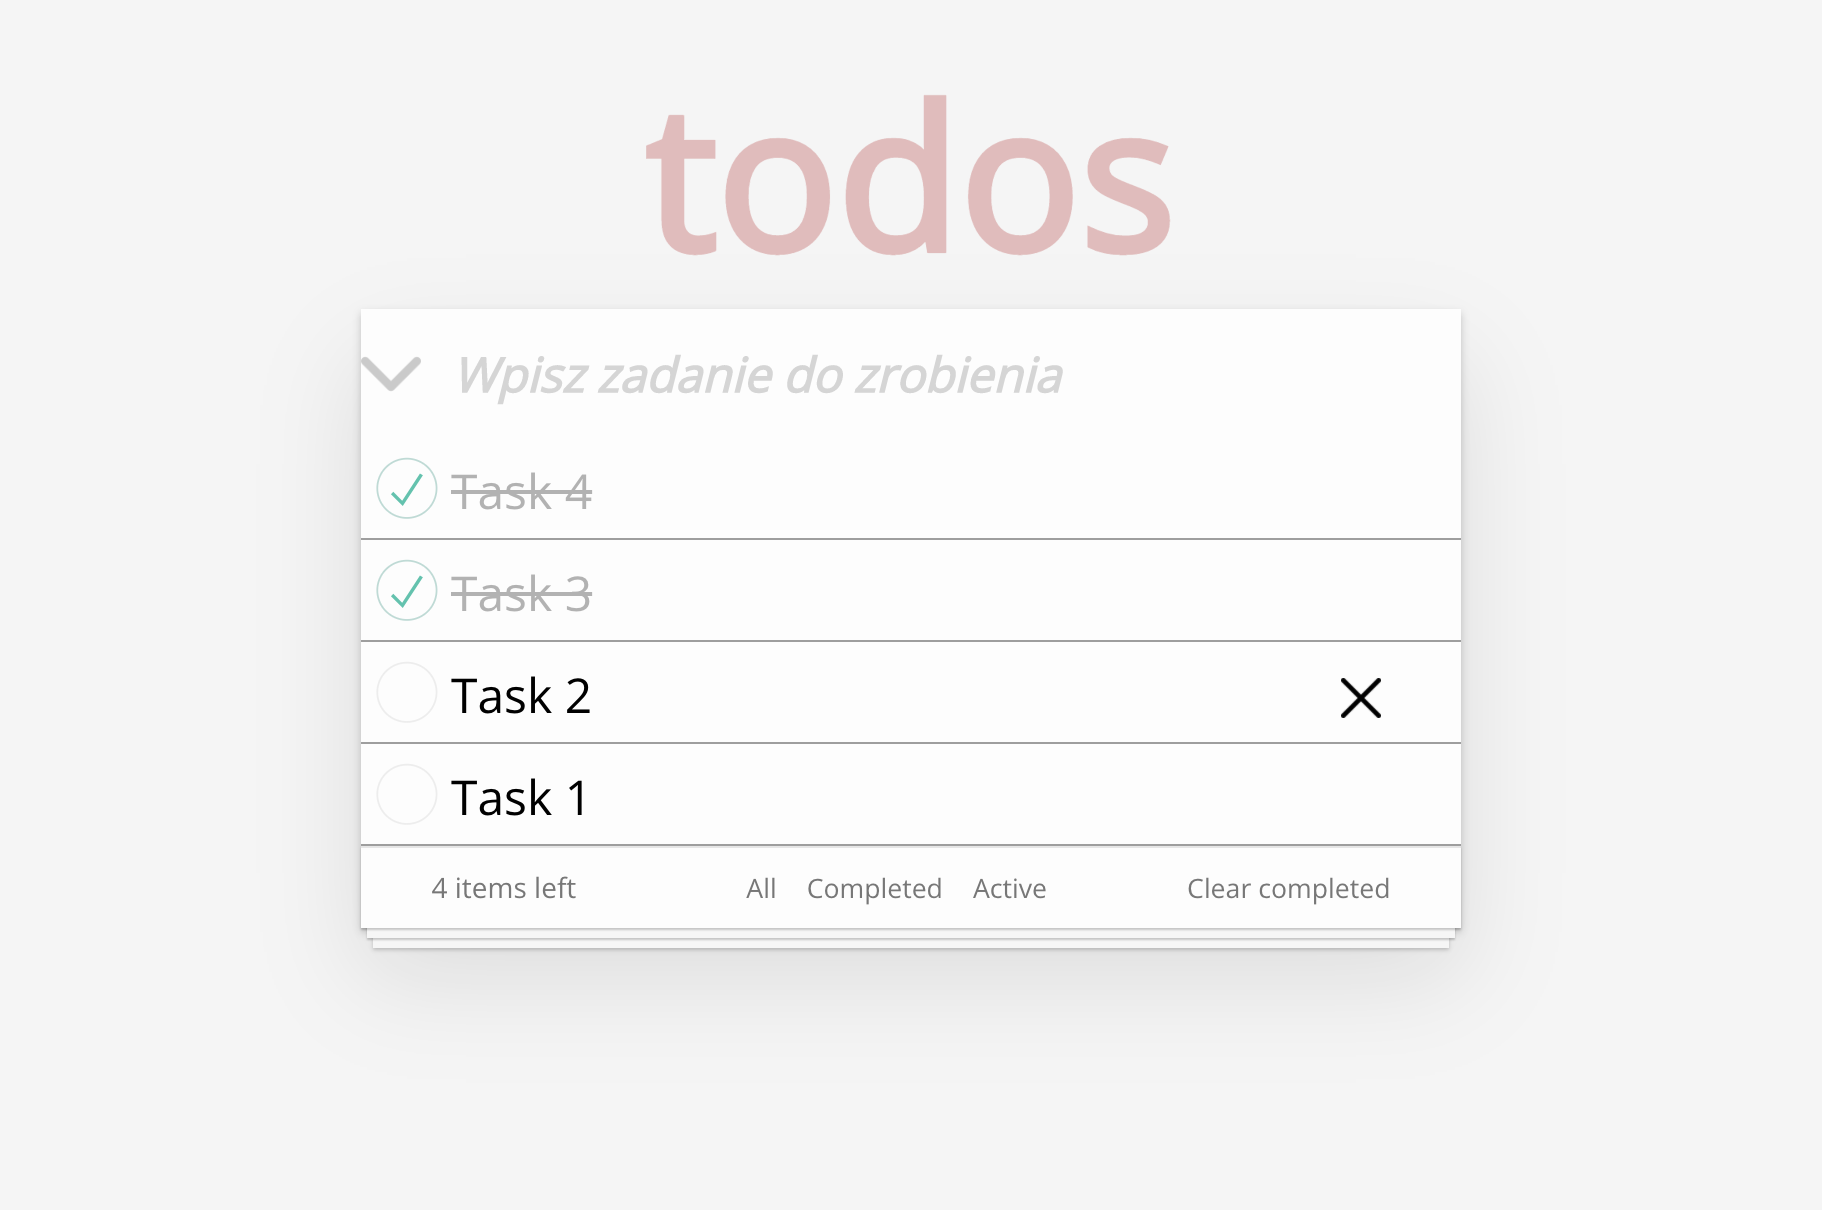 todos
Wpisz zadanie do zrobienia
Task 4
Task 3
Task 2
Task 1
4 items left All Completed Active Clear completed